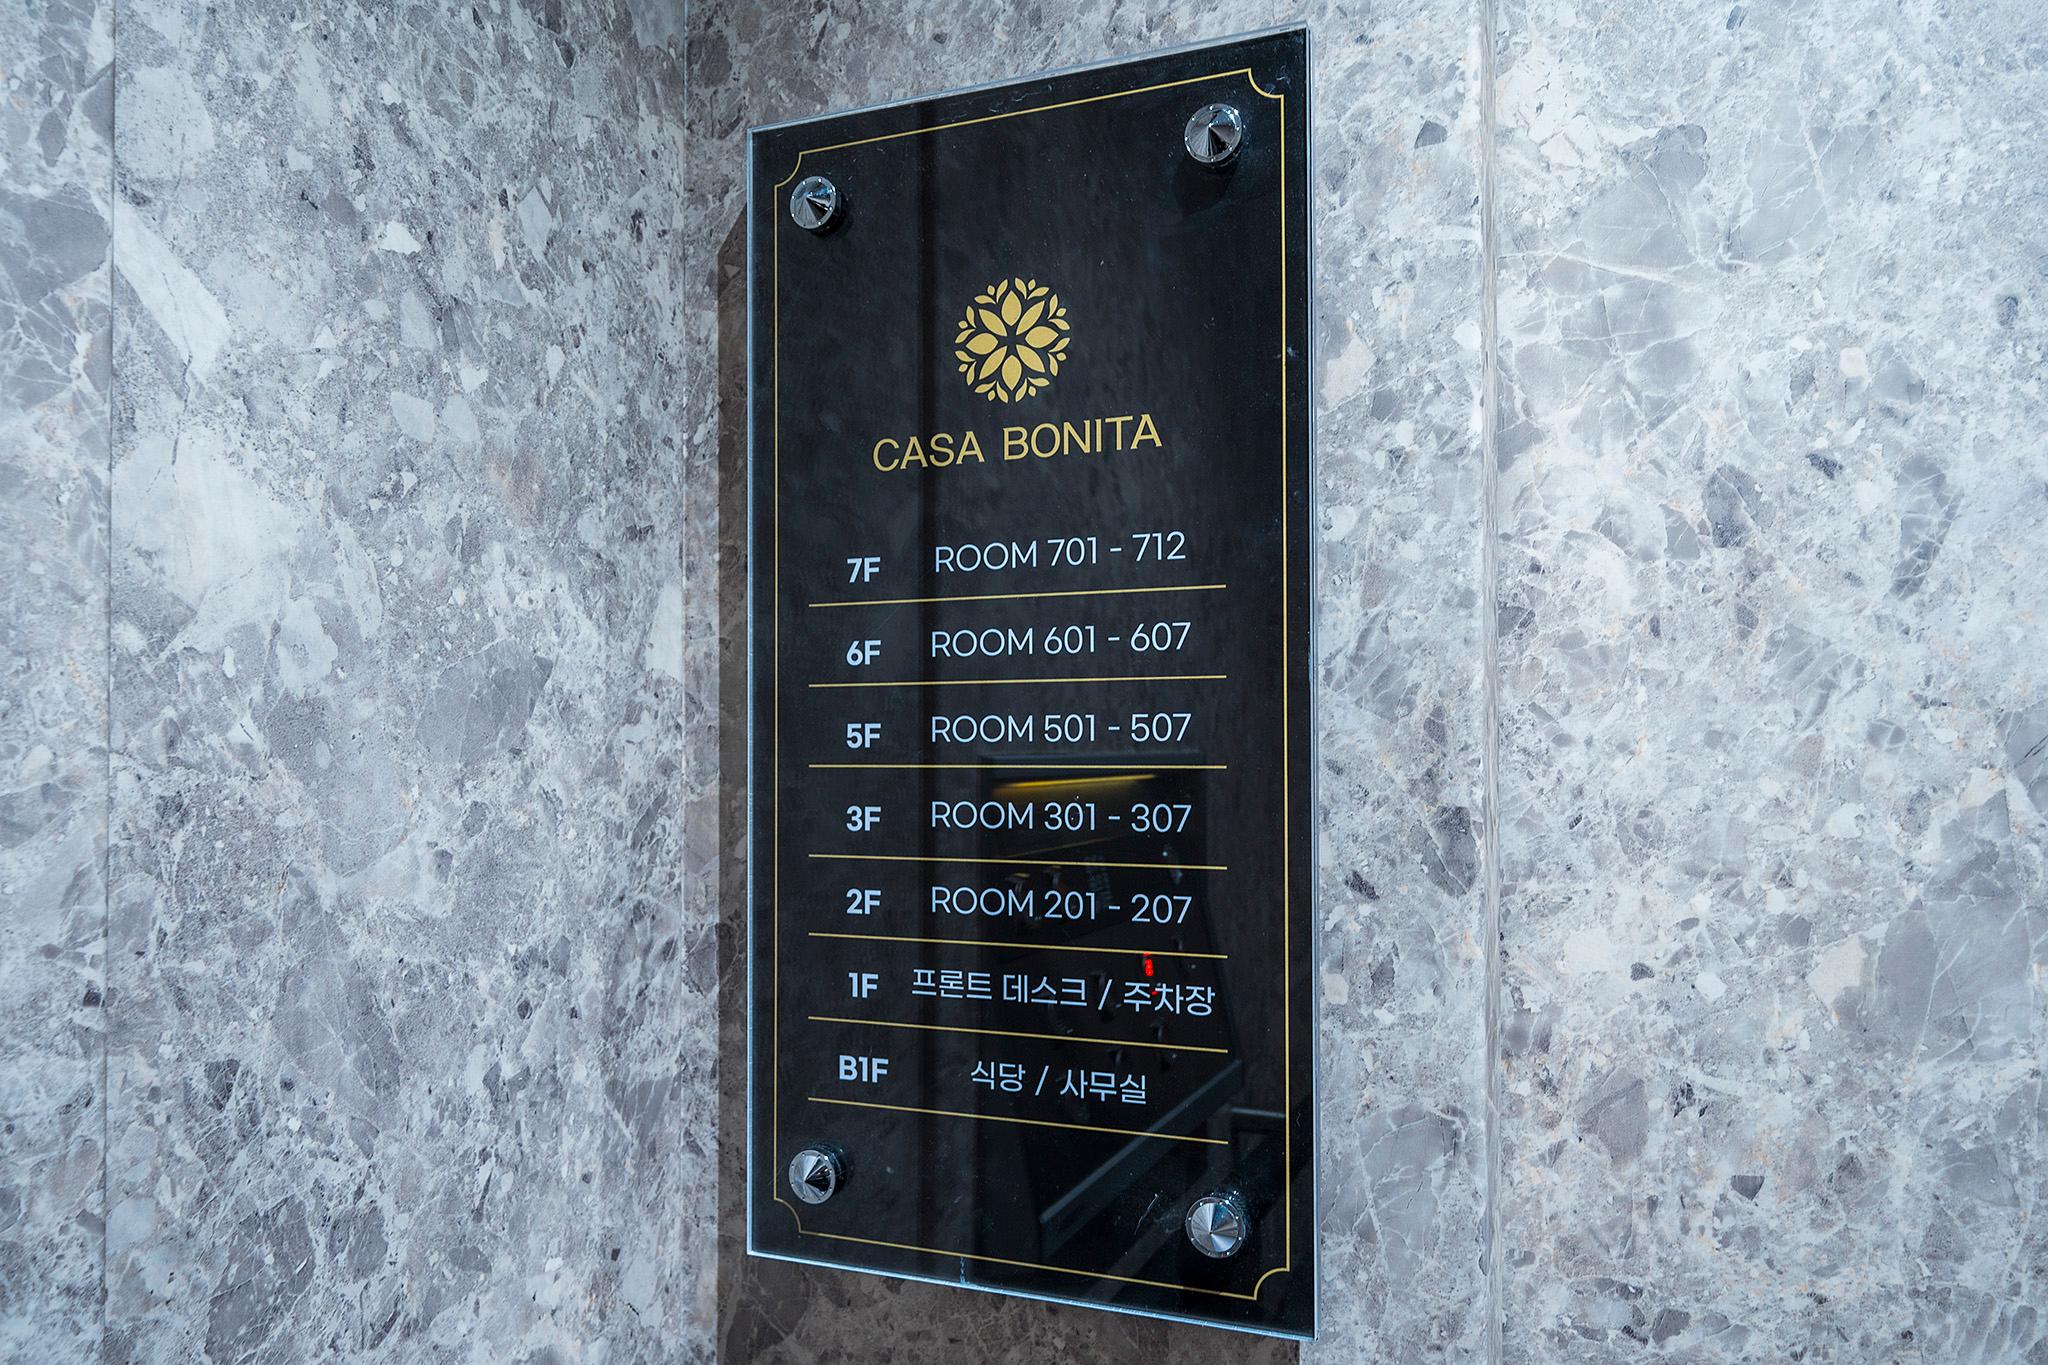 CASA BONITA
7F ROOM 701 - 712
6F ROOM 601 - 607
5F ROOM 501 - 507
3F ROOM 301 - 307
2F ROOM 201 - 207
1F 프론트 데스크 / 주차장
B1F 식당 / 사무실